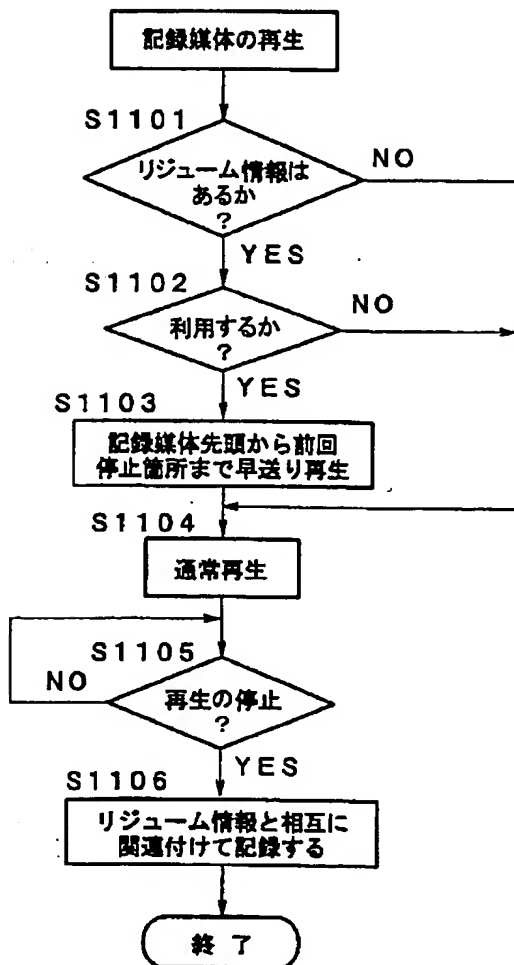 記録媒体の再生
S1101
リジューム情報は
あるか
?
NO
YES
S1102
利用するか
?
NO
YES
S1103
記録媒体先頭から前回
停止箇所まで早送り再生
S1104
通常再生
S1105
NO
再生の停止
?
YES
S1106
リジューム情報と相互に
関連付けて記録する
終了